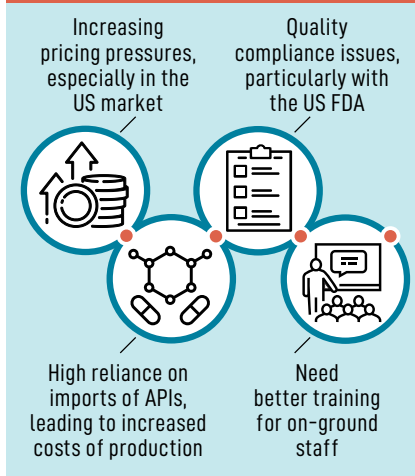 Increasing
pricing pressures,
especially in the
US market
Quality
compliance issues,
particularly with
the US FDA
High reliance on
imports of APIs,
leading to increased
costs of production
Need
better training
for on-ground
staff